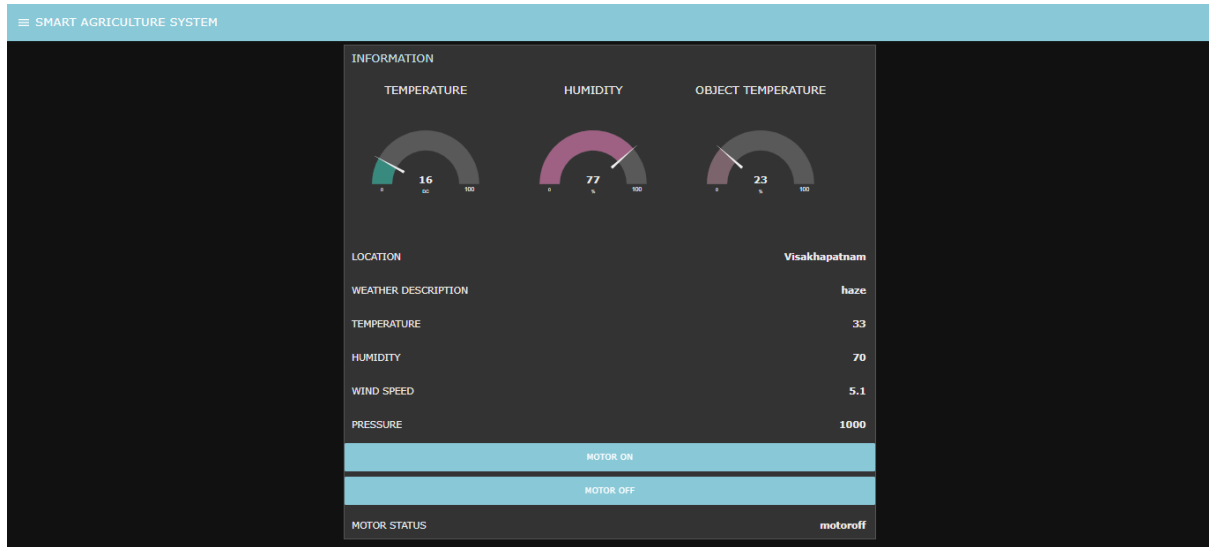 ≡ SMART AGRICULTURE SYSTEM
INFORMATION
TEMPERATURE HUMIDITY OBJECT TEMPERATURE
16 77 23
DC % %
0 100 0 100 0 100
LOCATION Visakhapatnam
WEATHER DESCRIPTION haze
TEMPERATURE 33
HUMIDITY 70
WIND SPEED 5.1
PRESSURE 1000
MOTOR ON
MOTOR OFF
MOTOR STATUS motoroff